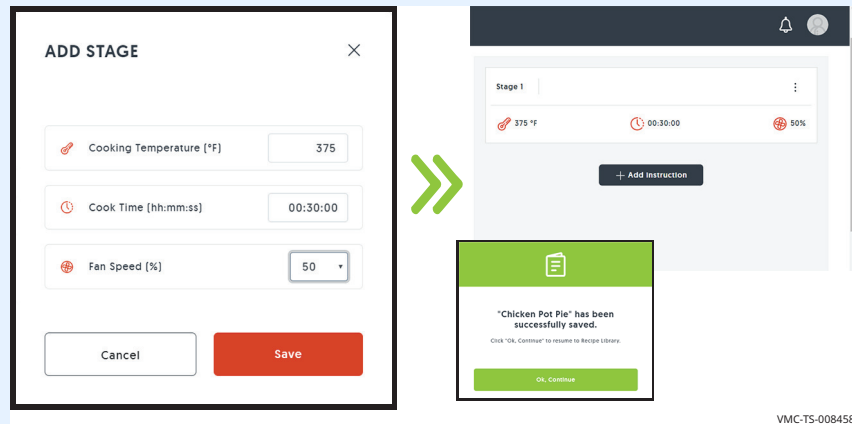 ADD STAGE
Cooking Temperature (°F) 375
Cook Time (hh:mm:ss) 00:30:00
Fan Speed (%) 50
Cancel Save
Stage 1
375 °F 00:30:00 50%
+ Add Instruction
"Chicken Pot Pie" has been
successfully saved.
Click "Ok, Continue" to resume to Recipe Library.
Ok, Continue
VMC-TS-008458